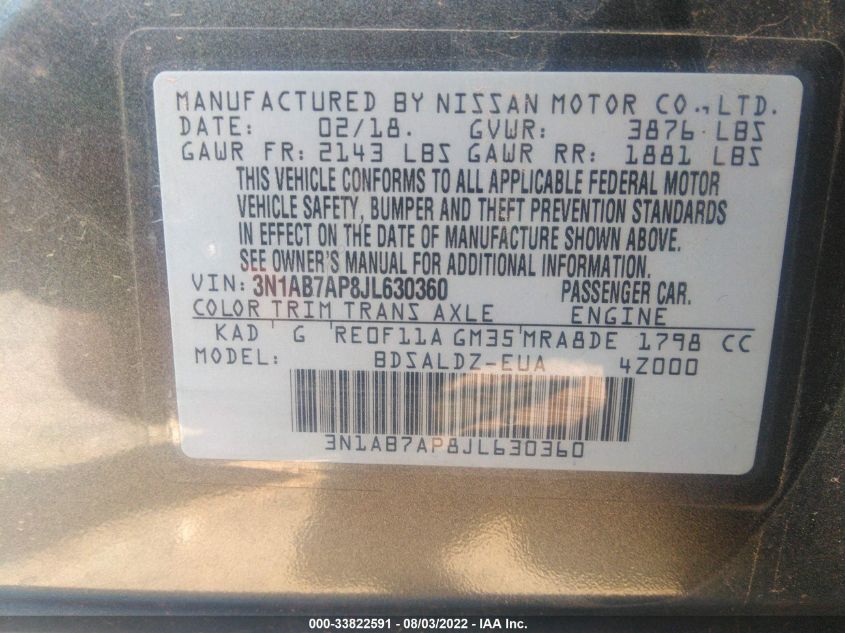 MANUFACTURED BY NISSAN MOTOR CO., LTD.
DATE: 02/18. GVWR: 3876 LBS
GAWR FR: 2143 LBS GAWR RR: 1881 LBS
THIS VEHICLE CONFORMS TO ALL APPLICABLE FEDERAL MOTOR
VEHICLE SAFETY, BUMPER AND THEFT PREVENTION STANDARDS
IN EFFECT ON THE DATE OF MANUFACTURE SHOWN ABOVE.
SEE OWNER'S MANUAL FOR ADDITIONAL INFORMATION.
VIN: 3N1AB7AP8JL630360 PASSENGER CAR.
COLOR TRIM TRANS AXLE ENGINE
KAD G RE0F11A GM35 MRA8DE 1798 CC
MODEL: BDSALDZ-EUA 4Z000
3N1AB7AP8JL630360
000-33822591 - 08/03/2022 - IAA Inc.